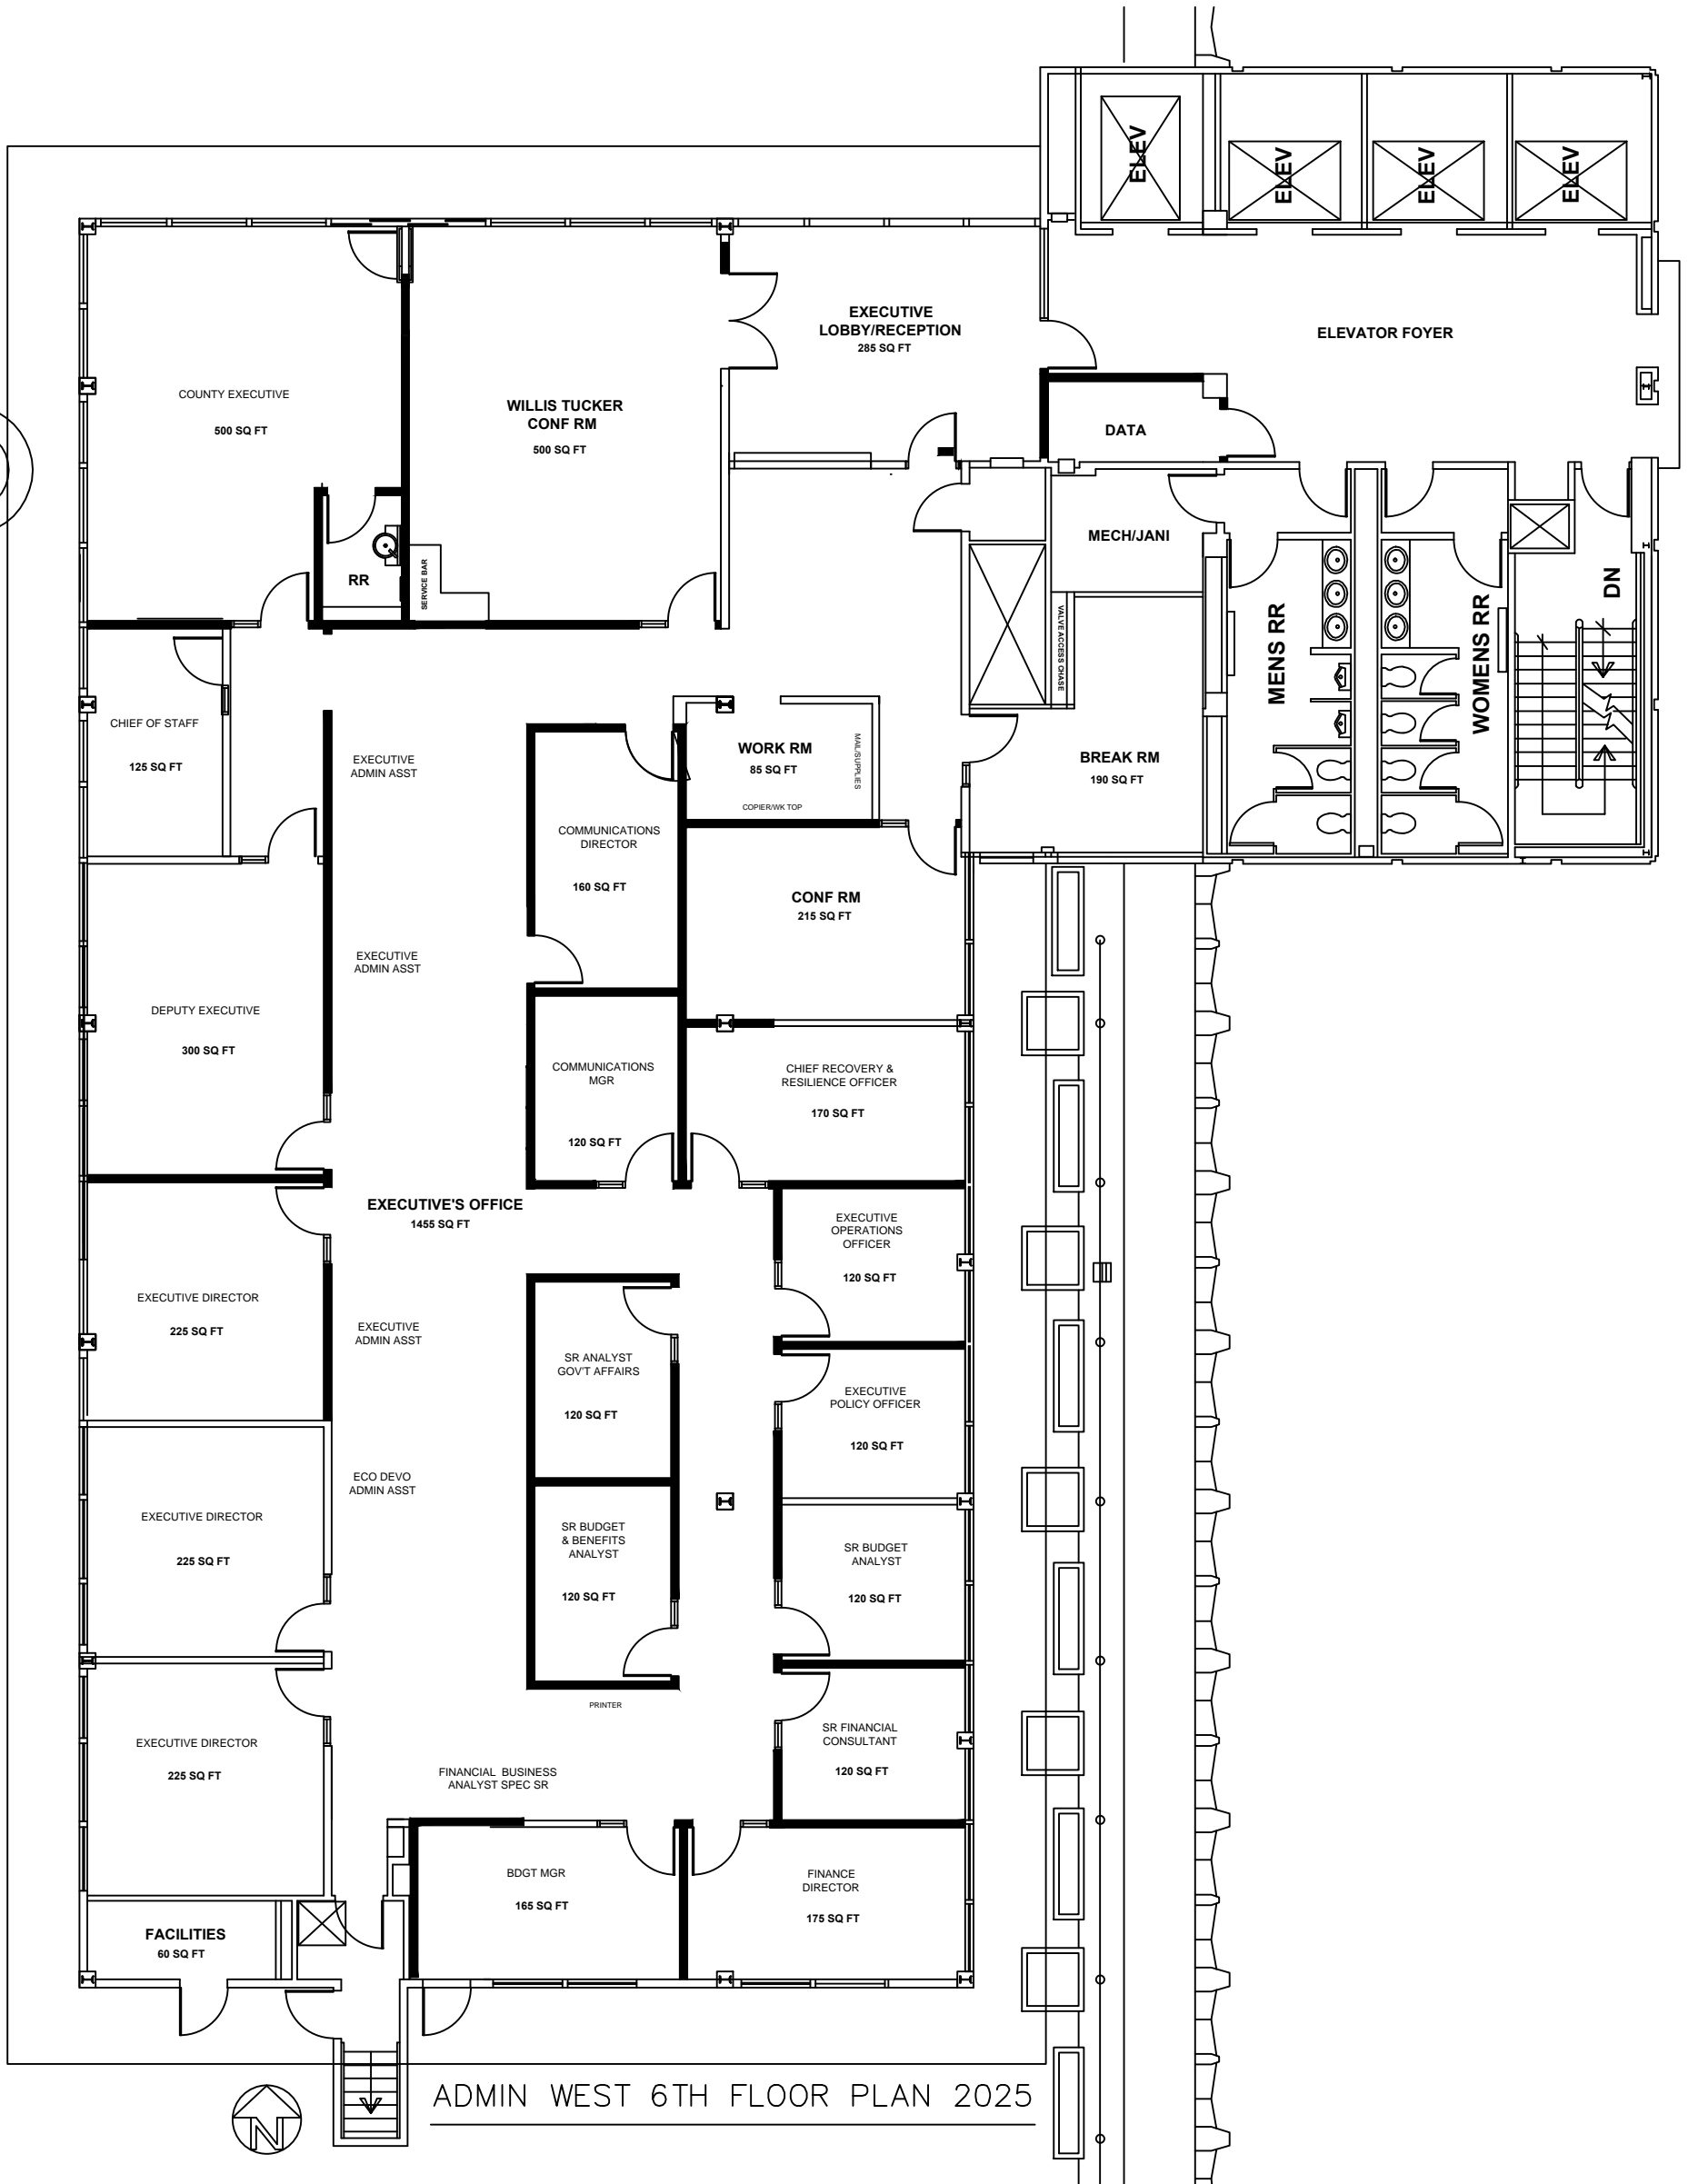 ELEV
ELEV
ELEV
ELEV
EXECUTIVE
LOBBY/RECEPTION
285 SQ FT
ELEVATOR FOYER
COUNTY EXECUTIVE
500 SQ FT
WILLIS TUCKER
CONF RM
500 SQ FT
DATA
MECH/JANI
RR
SERVICE BAR
VALVE ACCESS CHASE
MENS RR
WOMENS RR
DN
CHIEF OF STAFF
125 SQ FT
EXECUTIVE
ADMIN ASST
WORK RM
85 SQ FT
MAIL/SUPPLIES
COPIER/WK TOP
BREAK RM
190 SQ FT
COMMUNICATIONS
DIRECTOR
160 SQ FT
CONF RM
215 SQ FT
EXECUTIVE
ADMIN ASST
DEPUTY EXECUTIVE
300 SQ FT
COMMUNICATIONS
MGR
120 SQ FT
CHIEF RECOVERY &
RESILIENCE OFFICER
170 SQ FT
EXECUTIVE'S OFFICE
1455 SQ FT
EXECUTIVE
OPERATIONS
OFFICER
120 SQ FT
EXECUTIVE DIRECTOR
225 SQ FT
EXECUTIVE
ADMIN ASST
SR ANALYST
GOV'T AFFAIRS
120 SQ FT
EXECUTIVE
POLICY OFFICER
120 SQ FT
ECO DEVO
ADMIN ASST
EXECUTIVE DIRECTOR
225 SQ FT
SR BUDGET
& BENEFITS
ANALYST
120 SQ FT
SR BUDGET
ANALYST
120 SQ FT
PRINTER
EXECUTIVE DIRECTOR
225 SQ FT
SR FINANCIAL
CONSULTANT
120 SQ FT
FINANCIAL BUSINESS
ANALYST SPEC SR
BDGT MGR
165 SQ FT
FINANCE
DIRECTOR
175 SQ FT
FACILITIES
60 SQ FT
N
ADMIN WEST 6TH FLOOR PLAN 2025